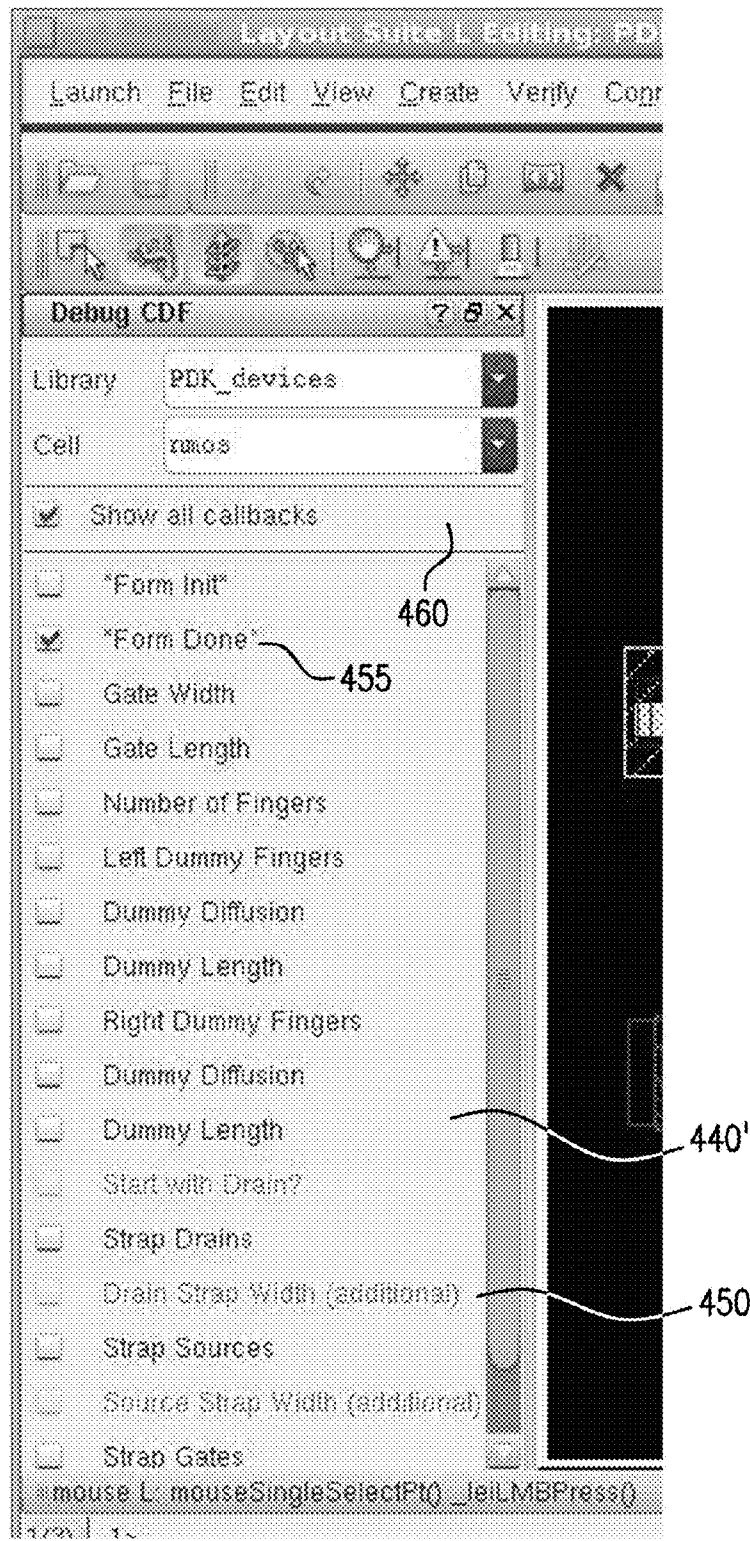 Layout Suite L Editing: PD
Launch File Edit View Create Verify Conn
Debug CDF ? X
Library PDK_devices
Cell nmos
Show all callbacks
460
"Form Init"
"Form Done"
455
Gate Width
Gate Length
Number of Fingers
Left Dummy Fingers
Dummy Diffusion
Dummy Length
Right Dummy Fingers
Dummy Diffusion
Dummy Length
440'
Start with Drain?
Strap Drains
Drain Strap Width (additional)
450
Strap Sources
Source Strap Width (additional)
Strap Gates
mouse L: mouseSingleSelectPt() _leiLMBPress()
1(3) 1>